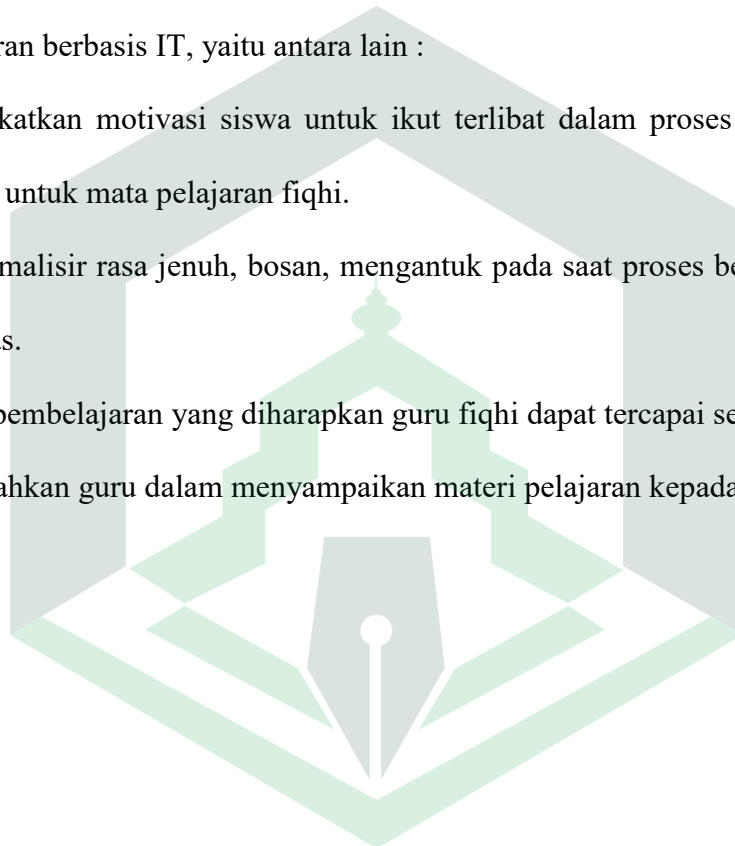 ran berbasis IT, yaitu antara lain :
katkan motivasi siswa untuk ikut terlibat dalam proses
untuk mata pelajaran fiqhi.
malisir rasa jenuh, bosan, mengantuk pada saat proses be
s.
pembelajaran yang diharapkan guru fiqhi dapat tercapai se
ahkan guru dalam menyampaikan materi pelajaran kepada